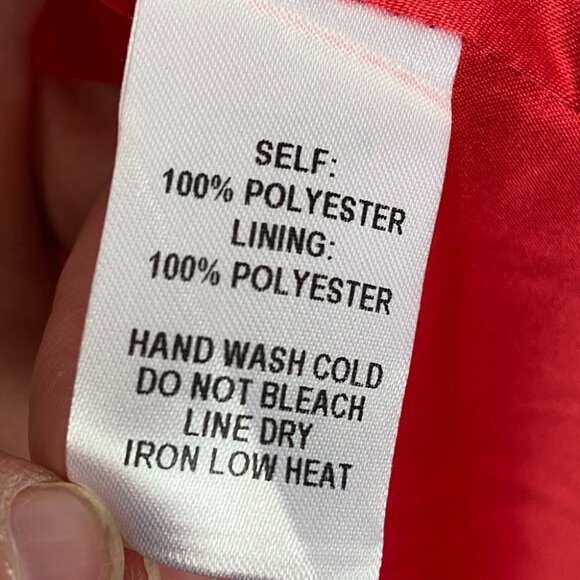 SELF:
100% POLYESTER
LINING:
100% POLYESTER
HAND WASH COLD
DO NOT BLEACH
LINE DRY
IRON LOW HEAT